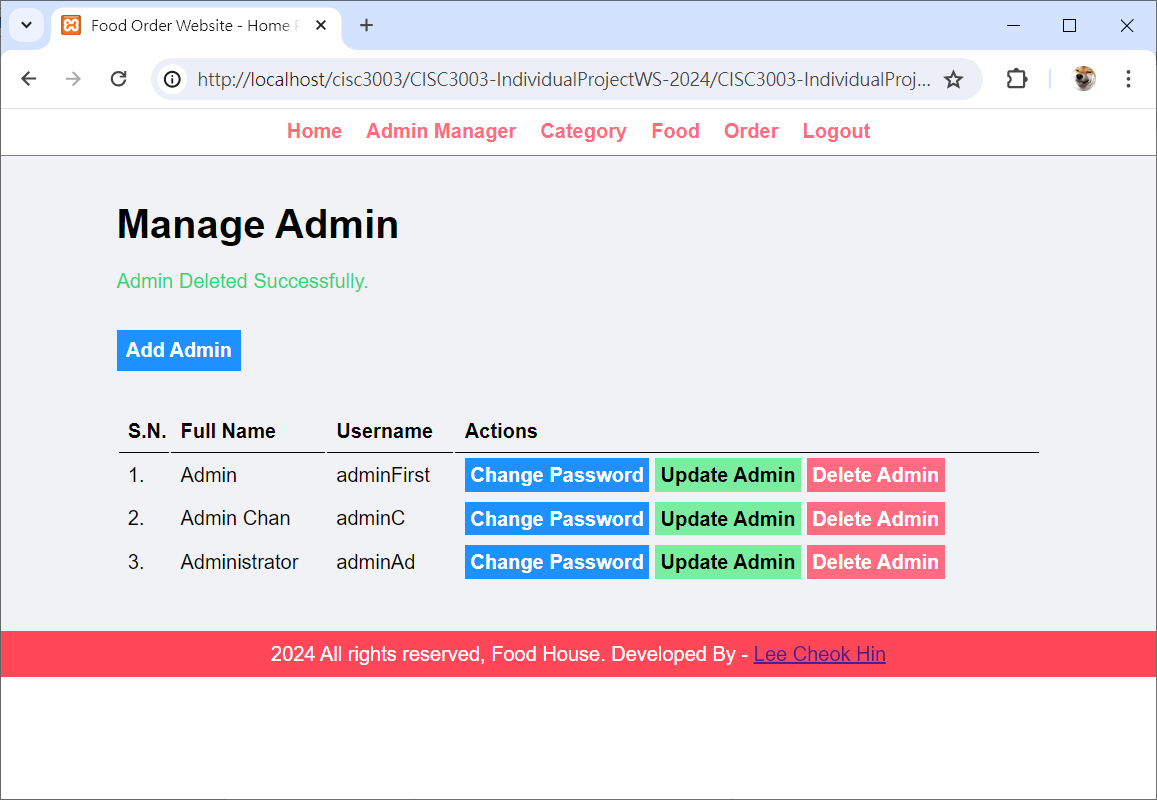 Food Order Website - Home
http://localhost/cisc3003/CISC3003-IndividualProjectWS-2024/CISC3003-IndividualProj...
Home Admin Manager Category Food Order Logout
Manage Admin
Admin Deleted Successfully.
Add Admin
S.N. Full Name Username Actions
1. Admin adminFirst Change Password Update Admin Delete Admin
2. Admin Chan adminC Change Password Update Admin Delete Admin
3. Administrator adminAd Change Password Update Admin Delete Admin
2024 All rights reserved, Food House. Developed By - Lee Cheok Hin